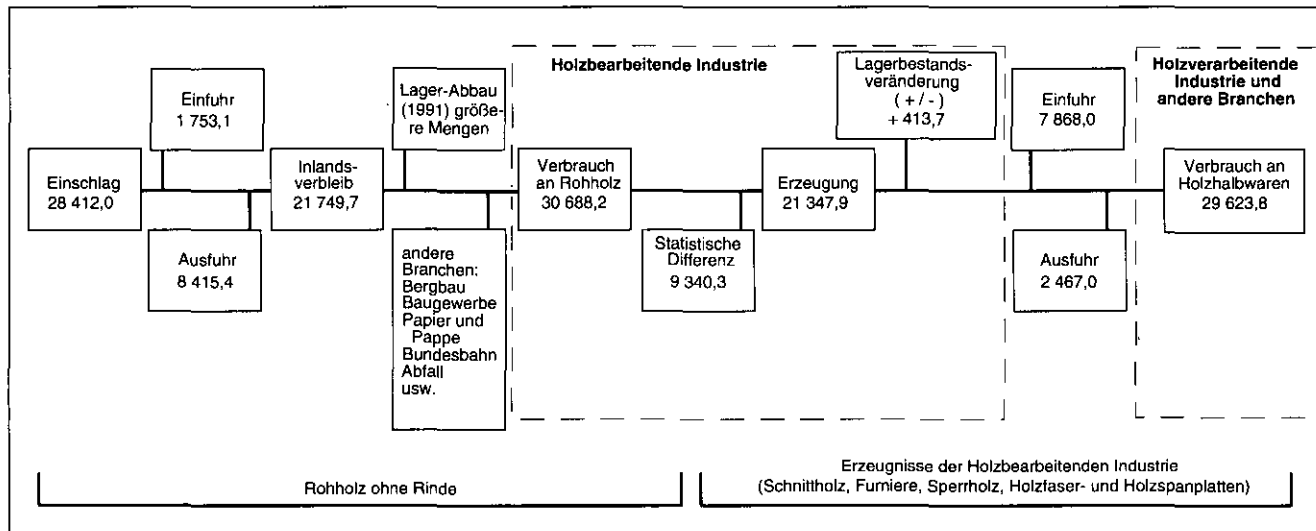 Holzbearbeitende Industrie
Holzverarbeitende
Industrie und
andere Branchen
Einfuhr
1 753,1
Lager-Abbau
(1991) größe-
re Mengen
Lagerbestands-
veränderung
( + / - )
+ 413,7
Einfuhr
7 868,0
Einschlag
28 412,0
Inlands-
verbleib
21 749,7
Verbrauch
an Rohholz
30 688,2
Erzeugung
21 347,9
Verbrauch an
Holzhalbwaren
29 623,8
Ausfuhr
8 415,4
andere
Branchen:
Bergbau
Baugewerbe
Papier und
Pappe
Bundesbahn
Abfall
usw.
Statistische
Differenz
9 340,3
Ausfuhr
2 467,0
Rohholz ohne Rinde
Erzeugnisse der Holzbearbeitenden Industrie
(Schnittholz, Furniere, Sperrholz, Holzfaser- und Holzspanplatten)